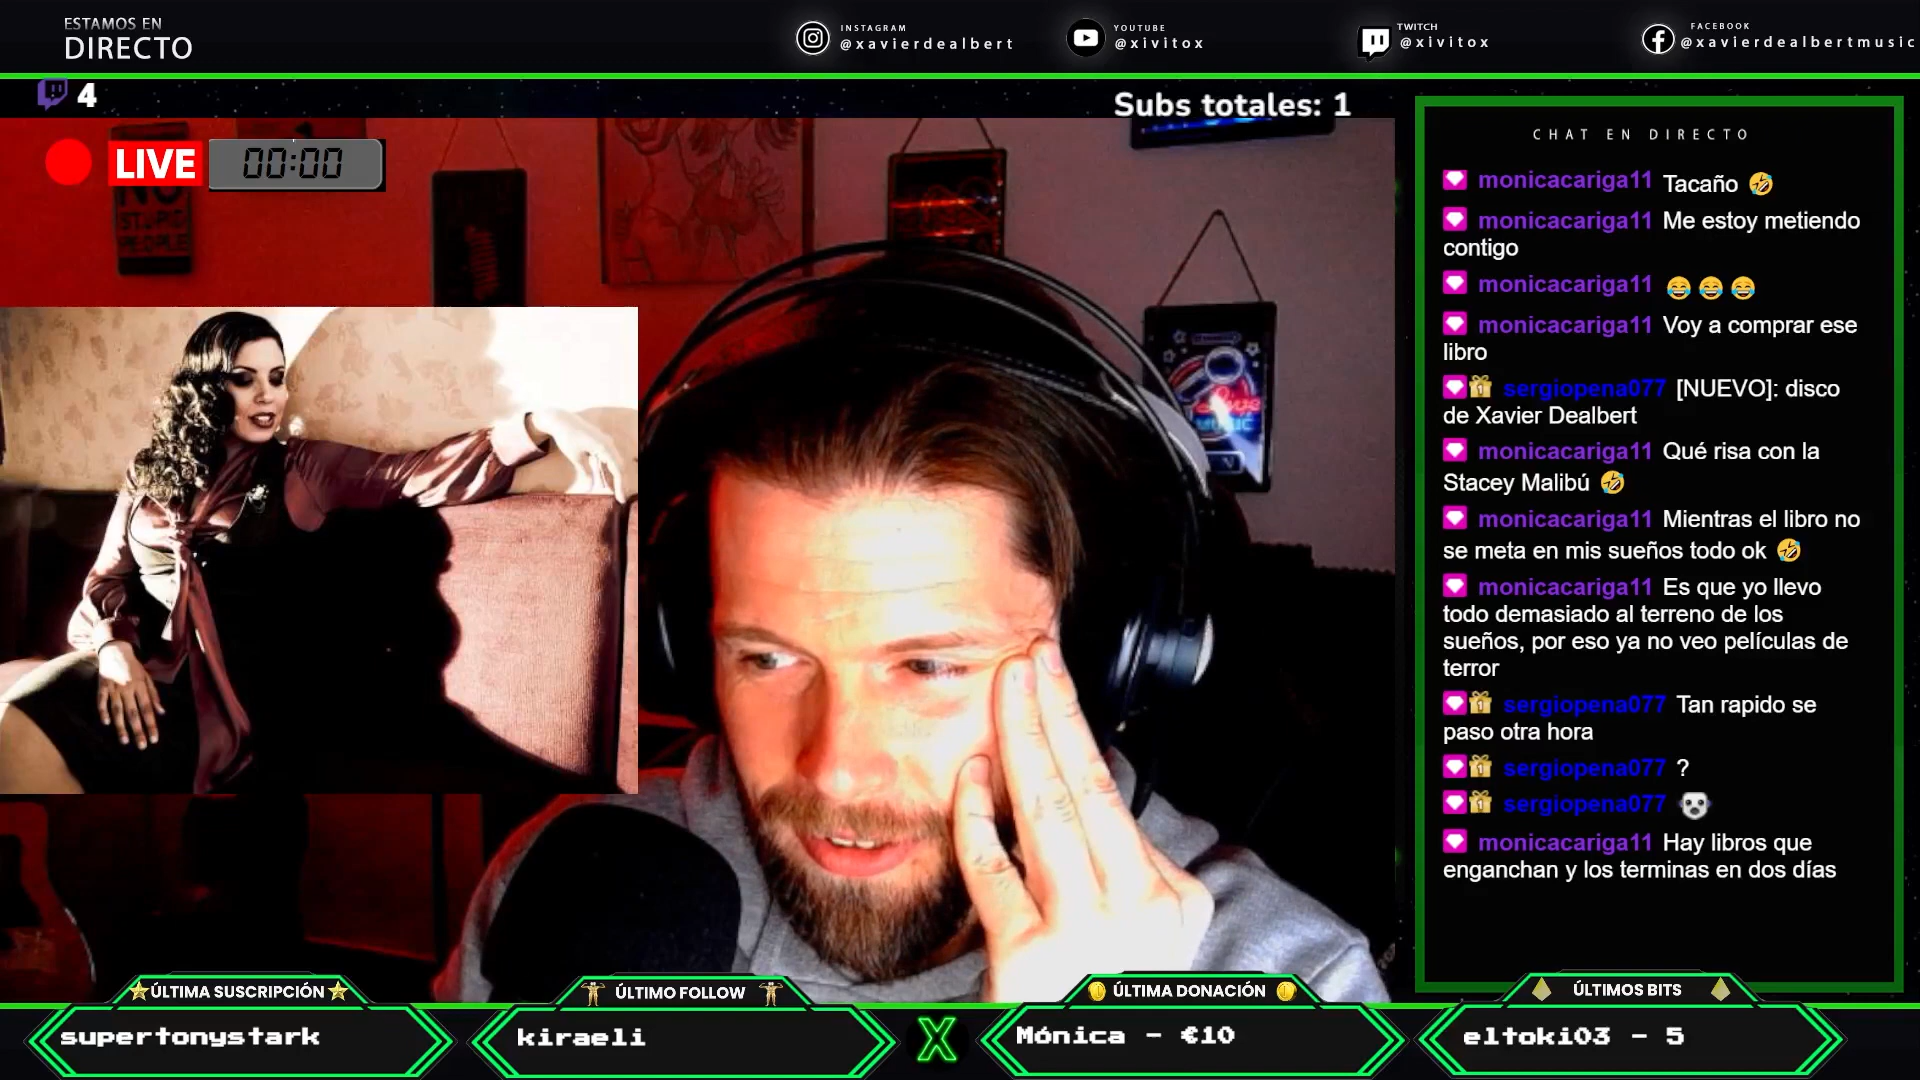 ESTAMOS EN
DIRECTO
INSTAGRAM
@xavierdealbert
YOUTUBE
@xivitox
TWITCH
@xivitox
FACEBOOK
@xavierdealbertmusic
4
Subs totales: 1
LIVE
00:00
NO
STUPID
PEOPLE
Love
MUSIC
CHAT EN DIRECTO
monicacariga11 Tacaño 🤣
monicacariga11 Me estoy metiendo
contigo
monicacariga11 😂 😂 😂
monicacariga11 Voy a comprar ese
libro
sergiopena077 [NUEVO]: disco
de Xavier Dealbert
monicacariga11 Qué risa con la
Stacey Malibú 🤣
monicacariga11 Mientras el libro no
se meta en mis sueños todo ok 🤣
monicacariga11 Es que yo llevo
todo demasiado al terreno de los
sueños, por eso ya no veo películas de
terror
sergiopena077 Tan rapido se
paso otra hora
sergiopena077 ?
sergiopena077
monicacariga11 Hay libros que
enganchan y los terminas en dos días
ÚLTIMA SUSCRIPCIÓN
supertonystark
ÚLTIMO FOLLOW
kiraeli
X
ÚLTIMA DONACIÓN
Mónica - €10
ÚLTIMOS BITS
eltoki03 - 5